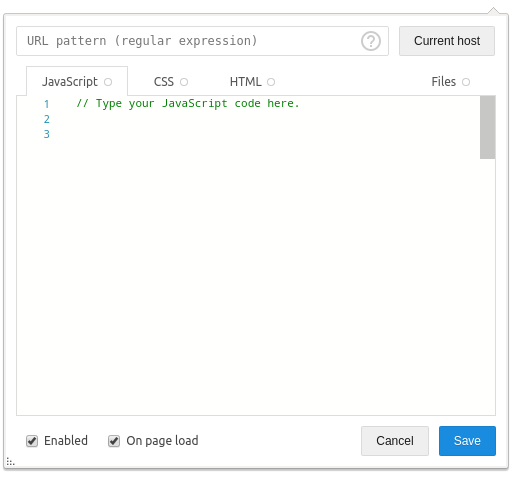 URL pattern (regular expression) ? Current host
JavaScript CSS HTML Files
1 // Type your JavaScript code here.
2
3
Enabled On page load Cancel Save